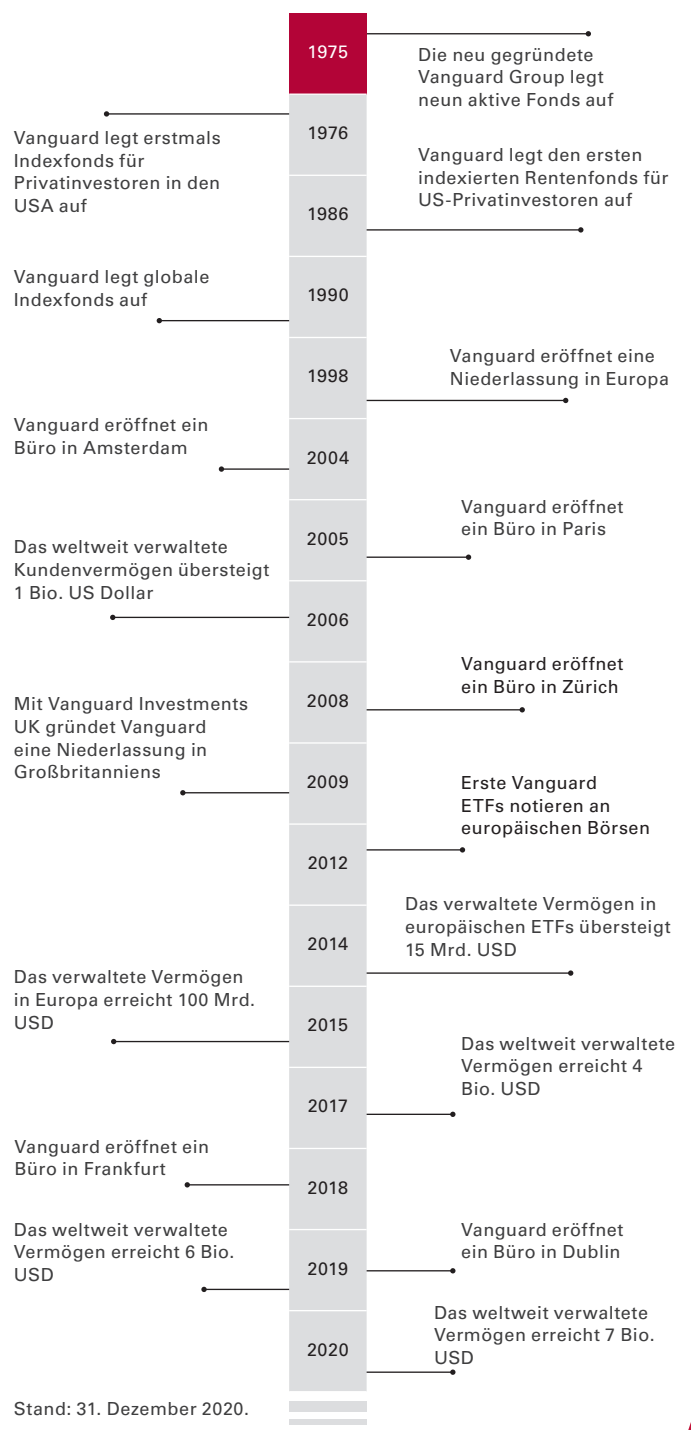 1975
Die neu gegründete
Vanguard Group legt
neun aktive Fonds auf
1976
Vanguard legt erstmals
Indexfonds für
Privatinvestoren in den
USA auf
1986
Vanguard legt den ersten
indexierten Rentenfonds für
US-Privatinvestoren auf
1990
Vanguard legt globale
Indexfonds auf
1998
Vanguard eröffnet eine
Niederlassung in Europa
2004
Vanguard eröffnet ein
Büro in Amsterdam
2005
Vanguard eröffnet
ein Büro in Paris
2006
Das weltweit verwaltete
Kundenvermögen übersteigt
1 Bio. US Dollar
2008
Vanguard eröffnet
ein Büro in Zürich
2009
Mit Vanguard Investments
UK gründet Vanguard
eine Niederlassung in
Großbritanniens
2012
Erste Vanguard
ETFs notieren an
europäischen Börsen
2014
Das verwaltete Vermögen in
europäischen ETFs übersteigt
15 Mrd. USD
2015
Das verwaltete Vermögen
in Europa erreicht 100 Mrd.
USD
2017
Das weltweit verwaltete
Vermögen erreicht 4
Bio. USD
2018
Vanguard eröffnet ein
Büro in Frankfurt
2019
Das weltweit verwaltete
Vermögen erreicht 6 Bio.
USD
Vanguard eröffnet
ein Büro in Dublin
2020
Das weltweit verwaltete
Vermögen erreicht 7 Bio.
USD
Stand: 31. Dezember 2020.